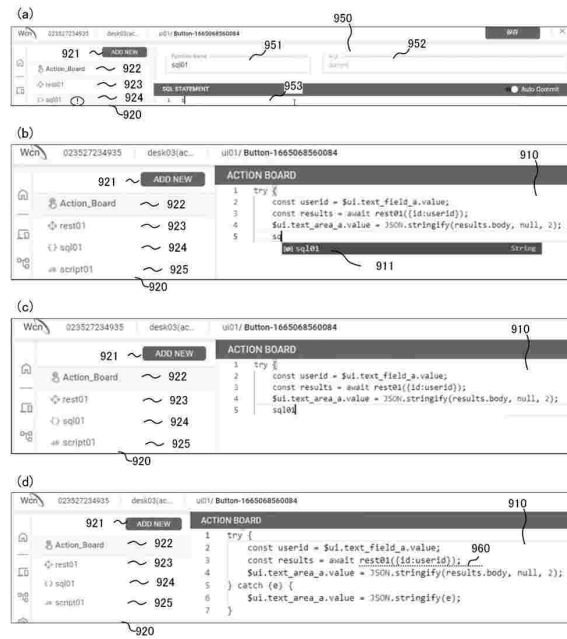 (a)
Wcn 023527234935 desk03(ac... ui01/ Button-1665068560084
921 ADD NEW
950
951
952
Function Name
sql01
Action_Board 922
rest01 923
953
SQL STATEMENT Auto Commit
sql01 924
1
920
(b)
Wcn 023527234935 desk03(ac... ui01/ Button-1665068560084
910
921 ADD NEW
ACTION BOARD
Action_Board 922
rest01 923
sql01 924
script01 925
920
1 try {
2 const userid = $ui.text_field_a.value;
3 const results = await rest01({id:userid});
4 $ui.text_area_a.value = JSON.stringify(results.body, null, 2);
5 sq
sql01 String
911
(c)
Wcn 023527234935 desk03(ac... ui01/ Button-1665068560084
910
921 ADD NEW
ACTION BOARD
Action_Board 922
rest01 923
sql01 924
script01 925
920
1 try {
2 const userid = $ui.text_field_a.value;
3 const results = await rest01({id:userid});
4 $ui.text_area_a.value = JSON.stringify(results.body, null, 2);
5 sql01
(d)
Wcn 023527234935 desk03(ac... ui01/ Button-1665068560084
910
921 ADD NEW
ACTION BOARD
Action_Board 922
rest01 923
sql01 924
script01 925
920
1 try {
2 const userid = $ui.text_field_a.value;
3 const results = await rest01({id:userid}); 960
4 $ui.text_area_a.value = JSON.stringify(results.body, null, 2);
5 } catch (e) {
6 $ui.text_area_a.value = JSON.stringify(e);
7 }